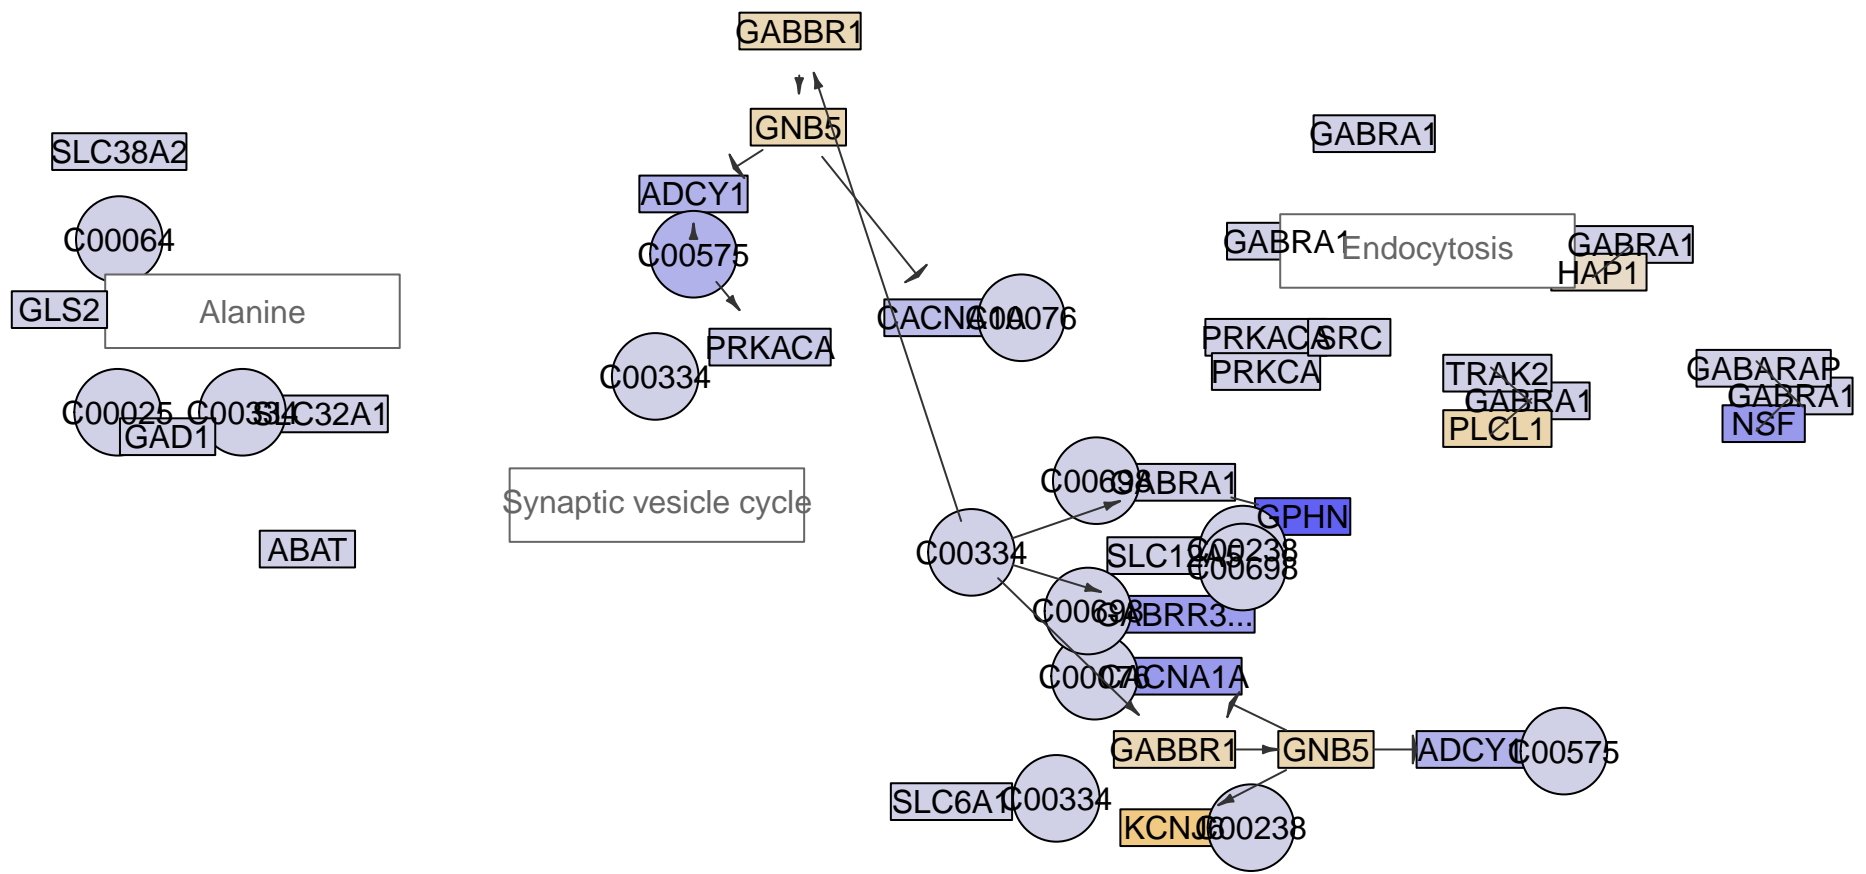 GABBR1
GNB5
SLC38A2
GABRA1
ADCY1
C00064
C00575
GABRA1
Endocytosis
GABRA1
HAP1
GLS2
Alanine
CACNA1A
C00076
PRKACA
C00334
PRKACA
SRC
PRKCA
TRAK2
GABRA1
PLCL1
GABARAP
GABRA1
NSF
C00025
C00334
SLC32A1
GAD1
Synaptic vesicle cycle
C00698
GABRA1
GPHN
ABAT
C00334
SLC12A5
C00238
C00698
C00698
GABRR3...
C00076
CACNA1A
GABBR1
GNB5
ADCY1
C00575
SLC6A1
C00334
KCNJ6
C00238